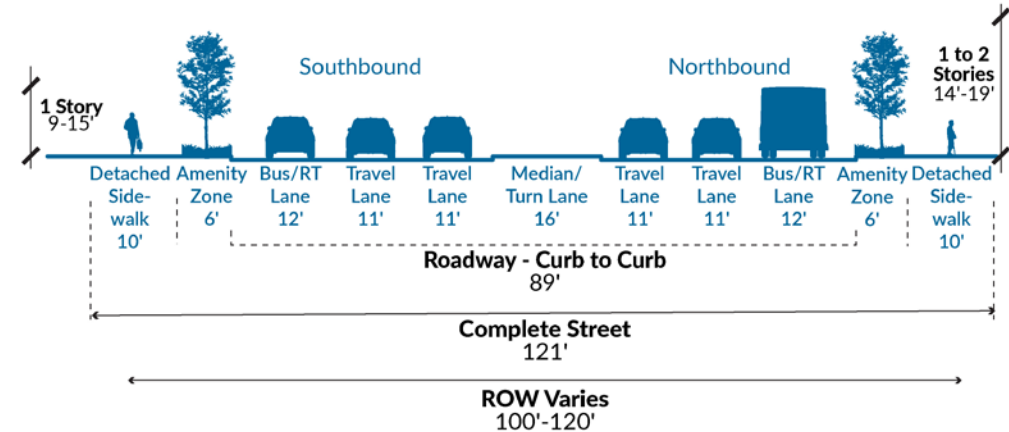 Southbound
Northbound
1 Story
9-15'
1 to 2
Stories
14'-19'
Detached
Side-
walk
10'
Amenity
Zone
6'
Bus/RT
Lane
12'
Travel
Lane
11'
Travel
Lane
11'
Median/
Turn Lane
16'
Travel
Lane
11'
Travel
Lane
11'
Bus/RT
Lane
12'
Amenity
Zone
6'
Detached
Side-
walk
10'
Roadway - Curb to Curb
89'
Complete Street
121'
ROW Varies
100'-120'